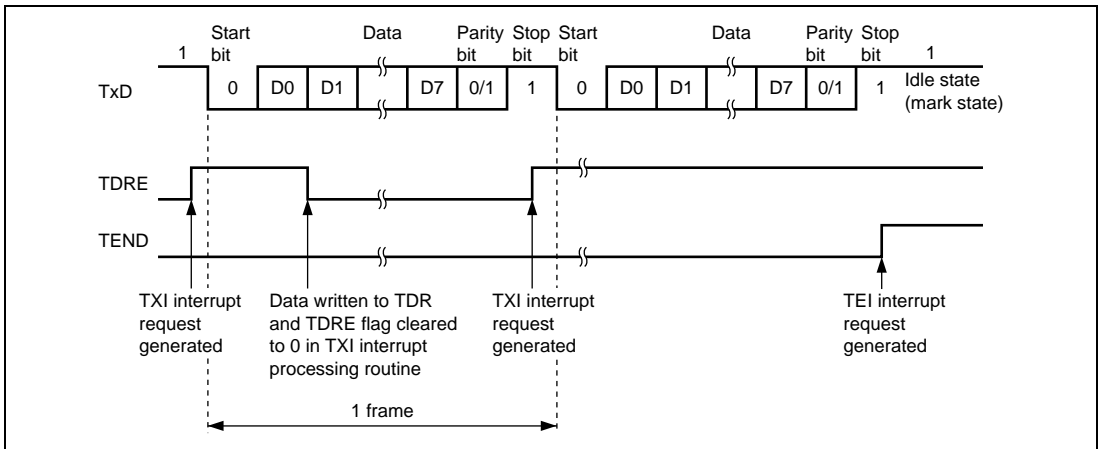 Start Data Parity Stop Start Data Parity Stop
1 bit bit bit bit bit bit 1
TxD 0 D0 D1 D7 0/1 1 0 D0 D1 D7 0/1 1 Idle state
(mark state)
TDRE
TEND
TXI interrupt Data written to TDR TXI interrupt TEI interrupt
request and TDRE flag cleared request request
generated to 0 in TXI interrupt generated generated
processing routine
1 frame